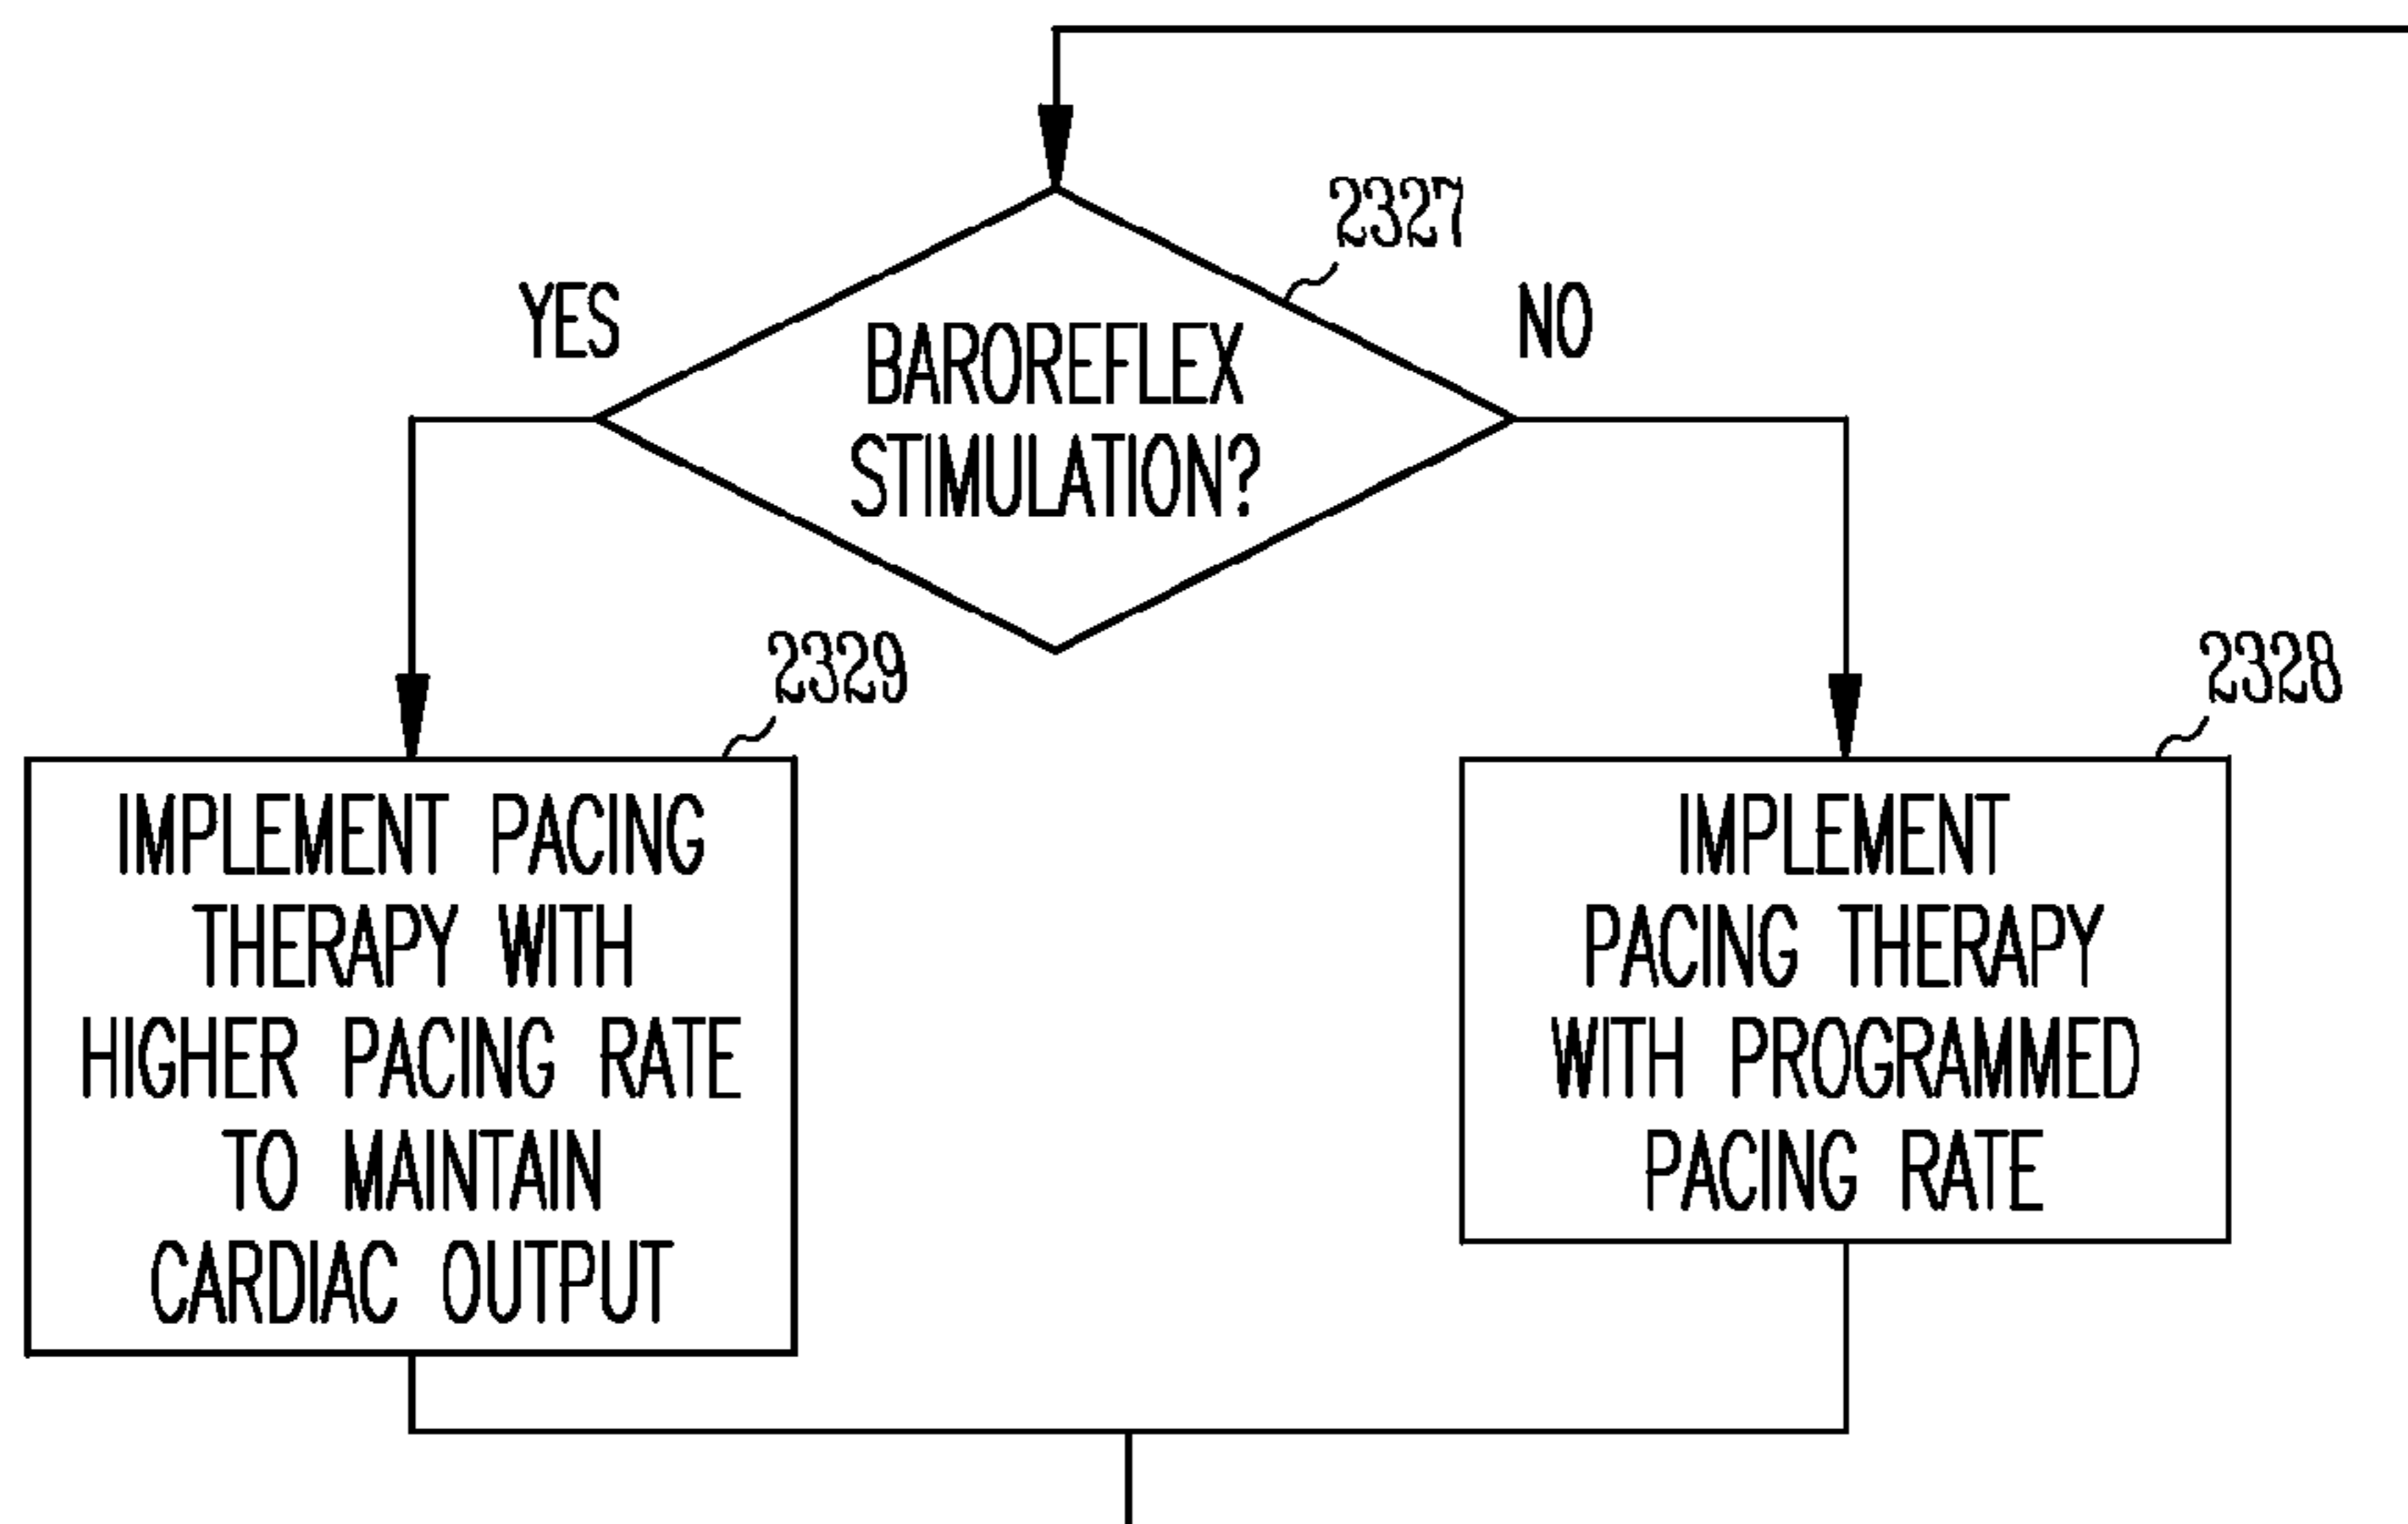 2327
YES
NO
BAROREFLEX
STIMULATION?
2329
2328
IMPLEMENT PACING
THERAPY WITH
HIGHER PACING RATE
TO MAINTAIN
CARDIAC OUTPUT
IMPLEMENT
PACING THERAPY
WITH PROGRAMMED
PACING RATE